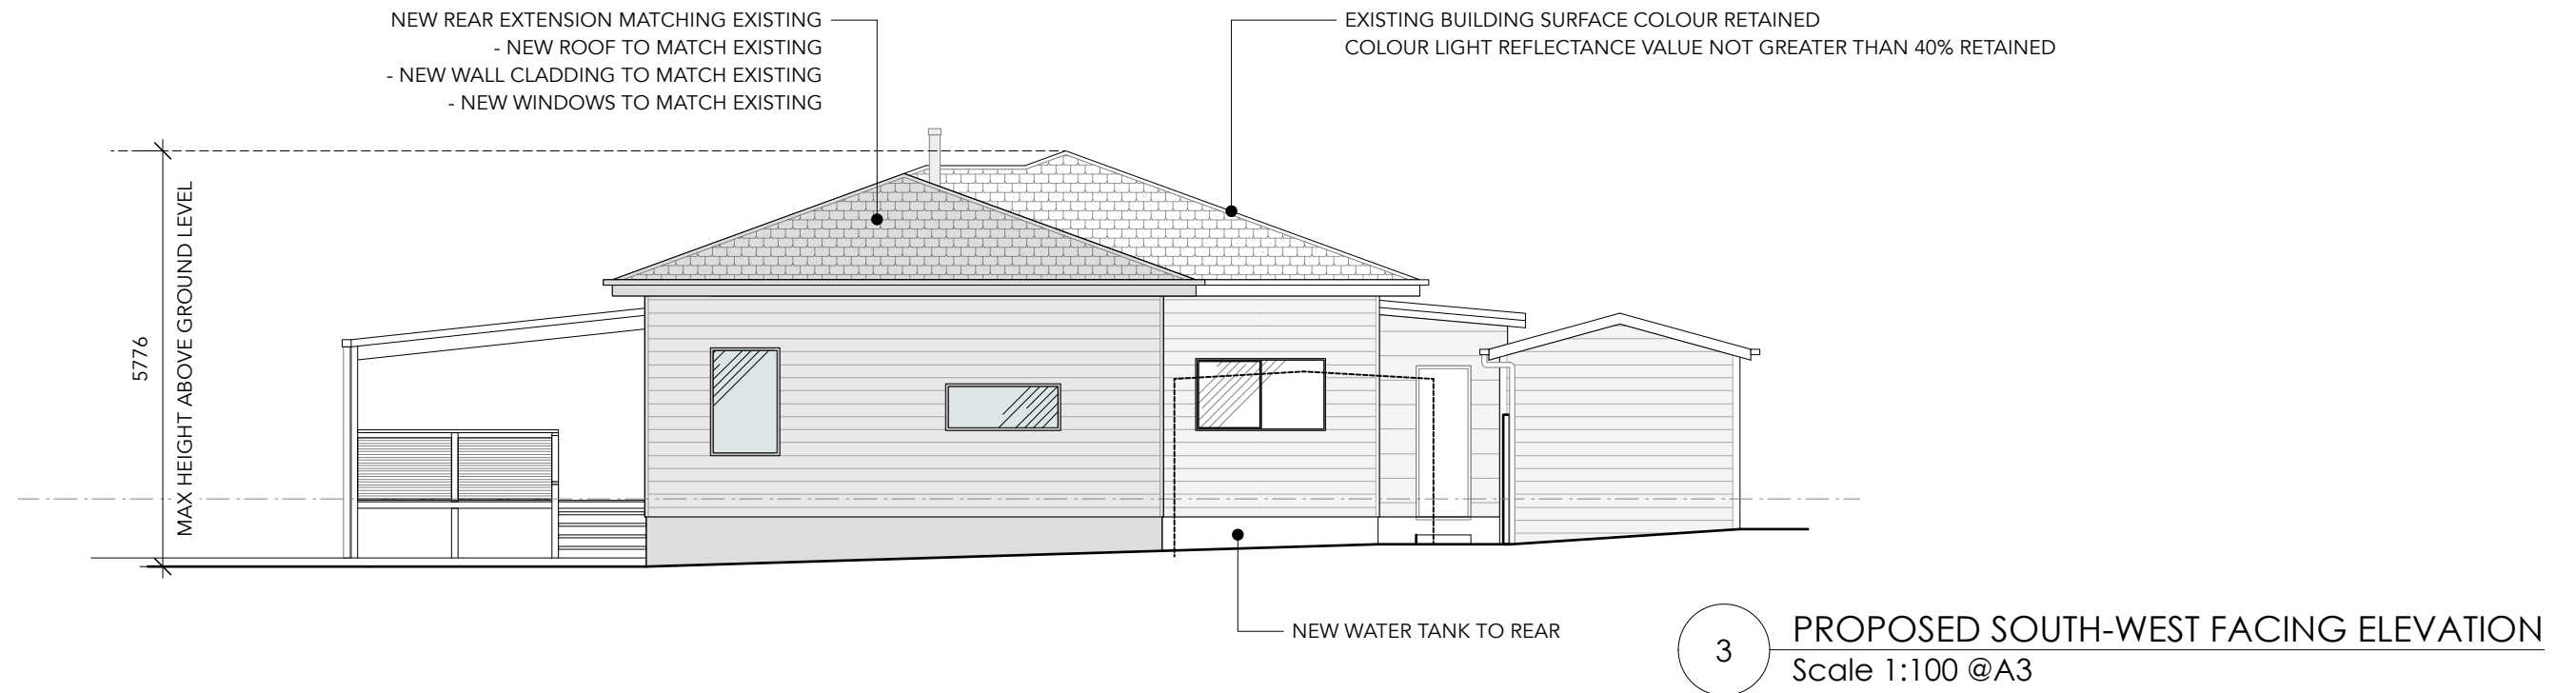 NEW REAR EXTENSION MATCHING EXISTING
- NEW ROOF TO MATCH EXISTING
- NEW WALL CLADDING TO MATCH EXISTING
- NEW WINDOWS TO MATCH EXISTING
EXISTING BUILDING SURFACE COLOUR RETAINED
COLOUR LIGHT REFLECTANCE VALUE NOT GREATER THAN 40% RETAINED
5776
MAX HEIGHT ABOVE GROUND LEVEL
NEW WATER TANK TO REAR
3
PROPOSED SOUTH-WEST FACING ELEVATION
Scale 1:100 @A3